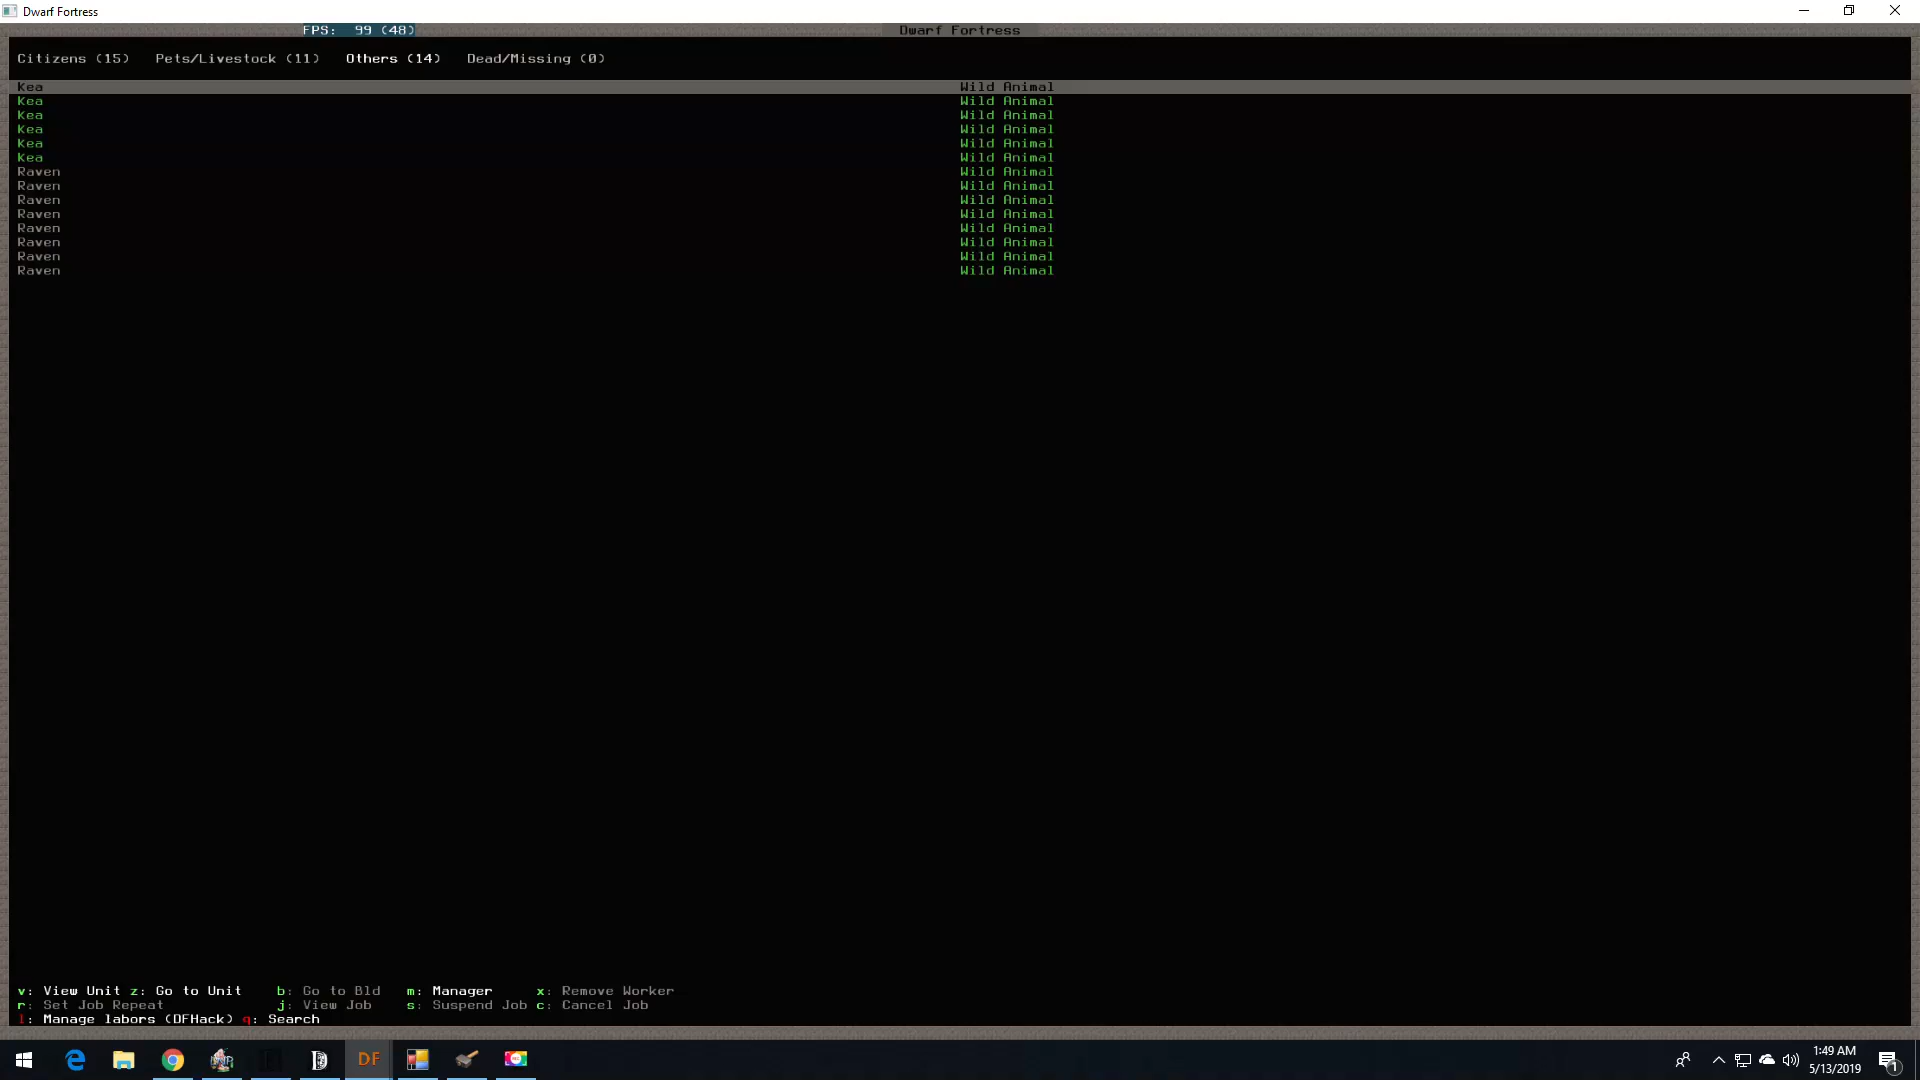 Dwarf Fortress
FPS:  99 (48)
Dwarf Fortress
Citizens (15)   Pets/Livestock (11)   Others (14)   Dead/Missing (0)
Kea   Wild Animal
Kea   Wild Animal
Kea   Wild Animal
Kea   Wild Animal
Kea   Wild Animal
Kea   Wild Animal
Raven   Wild Animal
Raven   Wild Animal
Raven   Wild Animal
Raven   Wild Animal
Raven   Wild Animal
Raven   Wild Animal
Raven   Wild Animal
Raven   Wild Animal
v: View Unit z: Go to Unit    b: Go to Bld   m: Manager     x: Remove Worker
r: Set Job Repeat             j: View Job    s: Suspend Job c: Cancel Job
l: Manage labors (DFHack) q: Search
DF
1:49 AM
5/13/2019
1